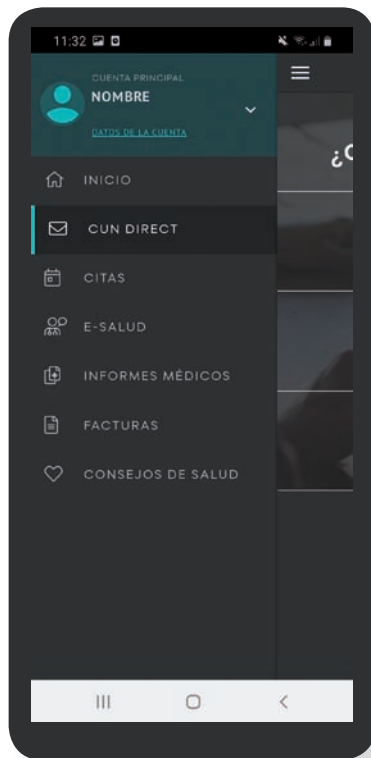 11:32
CUENTA PRINCIPAL
NOMBRE
DATOS DE LA CUENTA
¿C
INICIO
CUN DIRECT
CITAS
E-SALUD
INFORMES MÉDICOS
FACTURAS
CONSEJOS DE SALUD